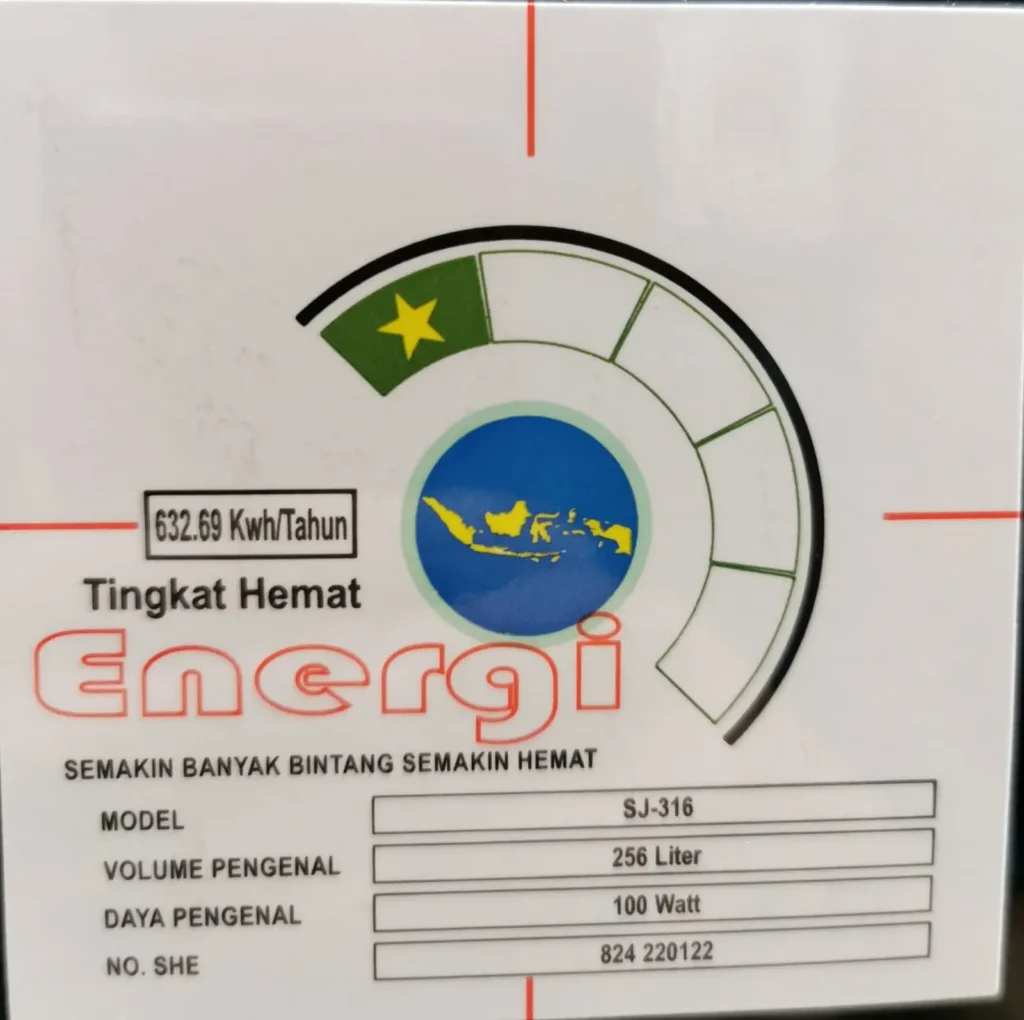 632.69 Kwh/Tahun
Tingkat Hemat
Energi
SEMAKIN BANYAK BINTANG SEMAKIN HEMAT
MODEL SJ-316
VOLUME PENGENAL 256 Liter
DAYA PENGENAL 100 Watt
NO. SHE 824 220122